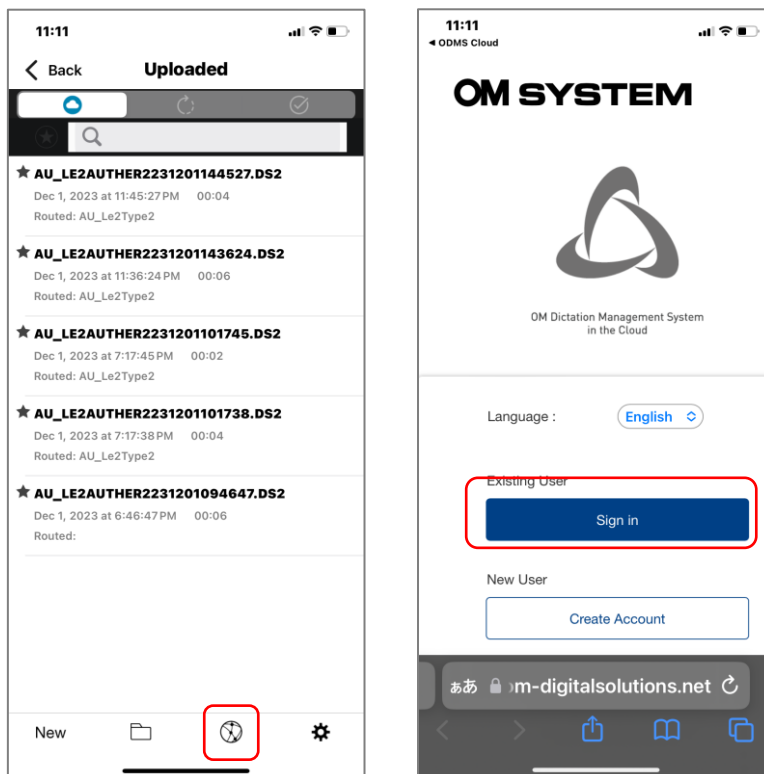 11:11
Back
Uploaded
AU_LE2AUTHER2231201144527.DS2
Dec 1, 2023 at 11:45:27 PM 00:04
Routed: AU_Le2Type2
AU_LE2AUTHER2231201143624.DS2
Dec 1, 2023 at 11:36:24 PM 00:06
Routed: AU_Le2Type2
AU_LE2AUTHER2231201101745.DS2
Dec 1, 2023 at 7:17:45 PM 00:02
Routed: AU_Le2Type2
AU_LE2AUTHER2231201101738.DS2
Dec 1, 2023 at 7:17:38 PM 00:04
Routed: AU_Le2Type2
AU_LE2AUTHER2231201094647.DS2
Dec 1, 2023 at 6:46:47 PM 00:06
Routed:
New
11:11
ODMS Cloud
OM SYSTEM
OM Dictation Management System
in the Cloud
Language :
English
Existing User
Sign in
New User
Create Account
ぁあ m-digitalsolutions.net